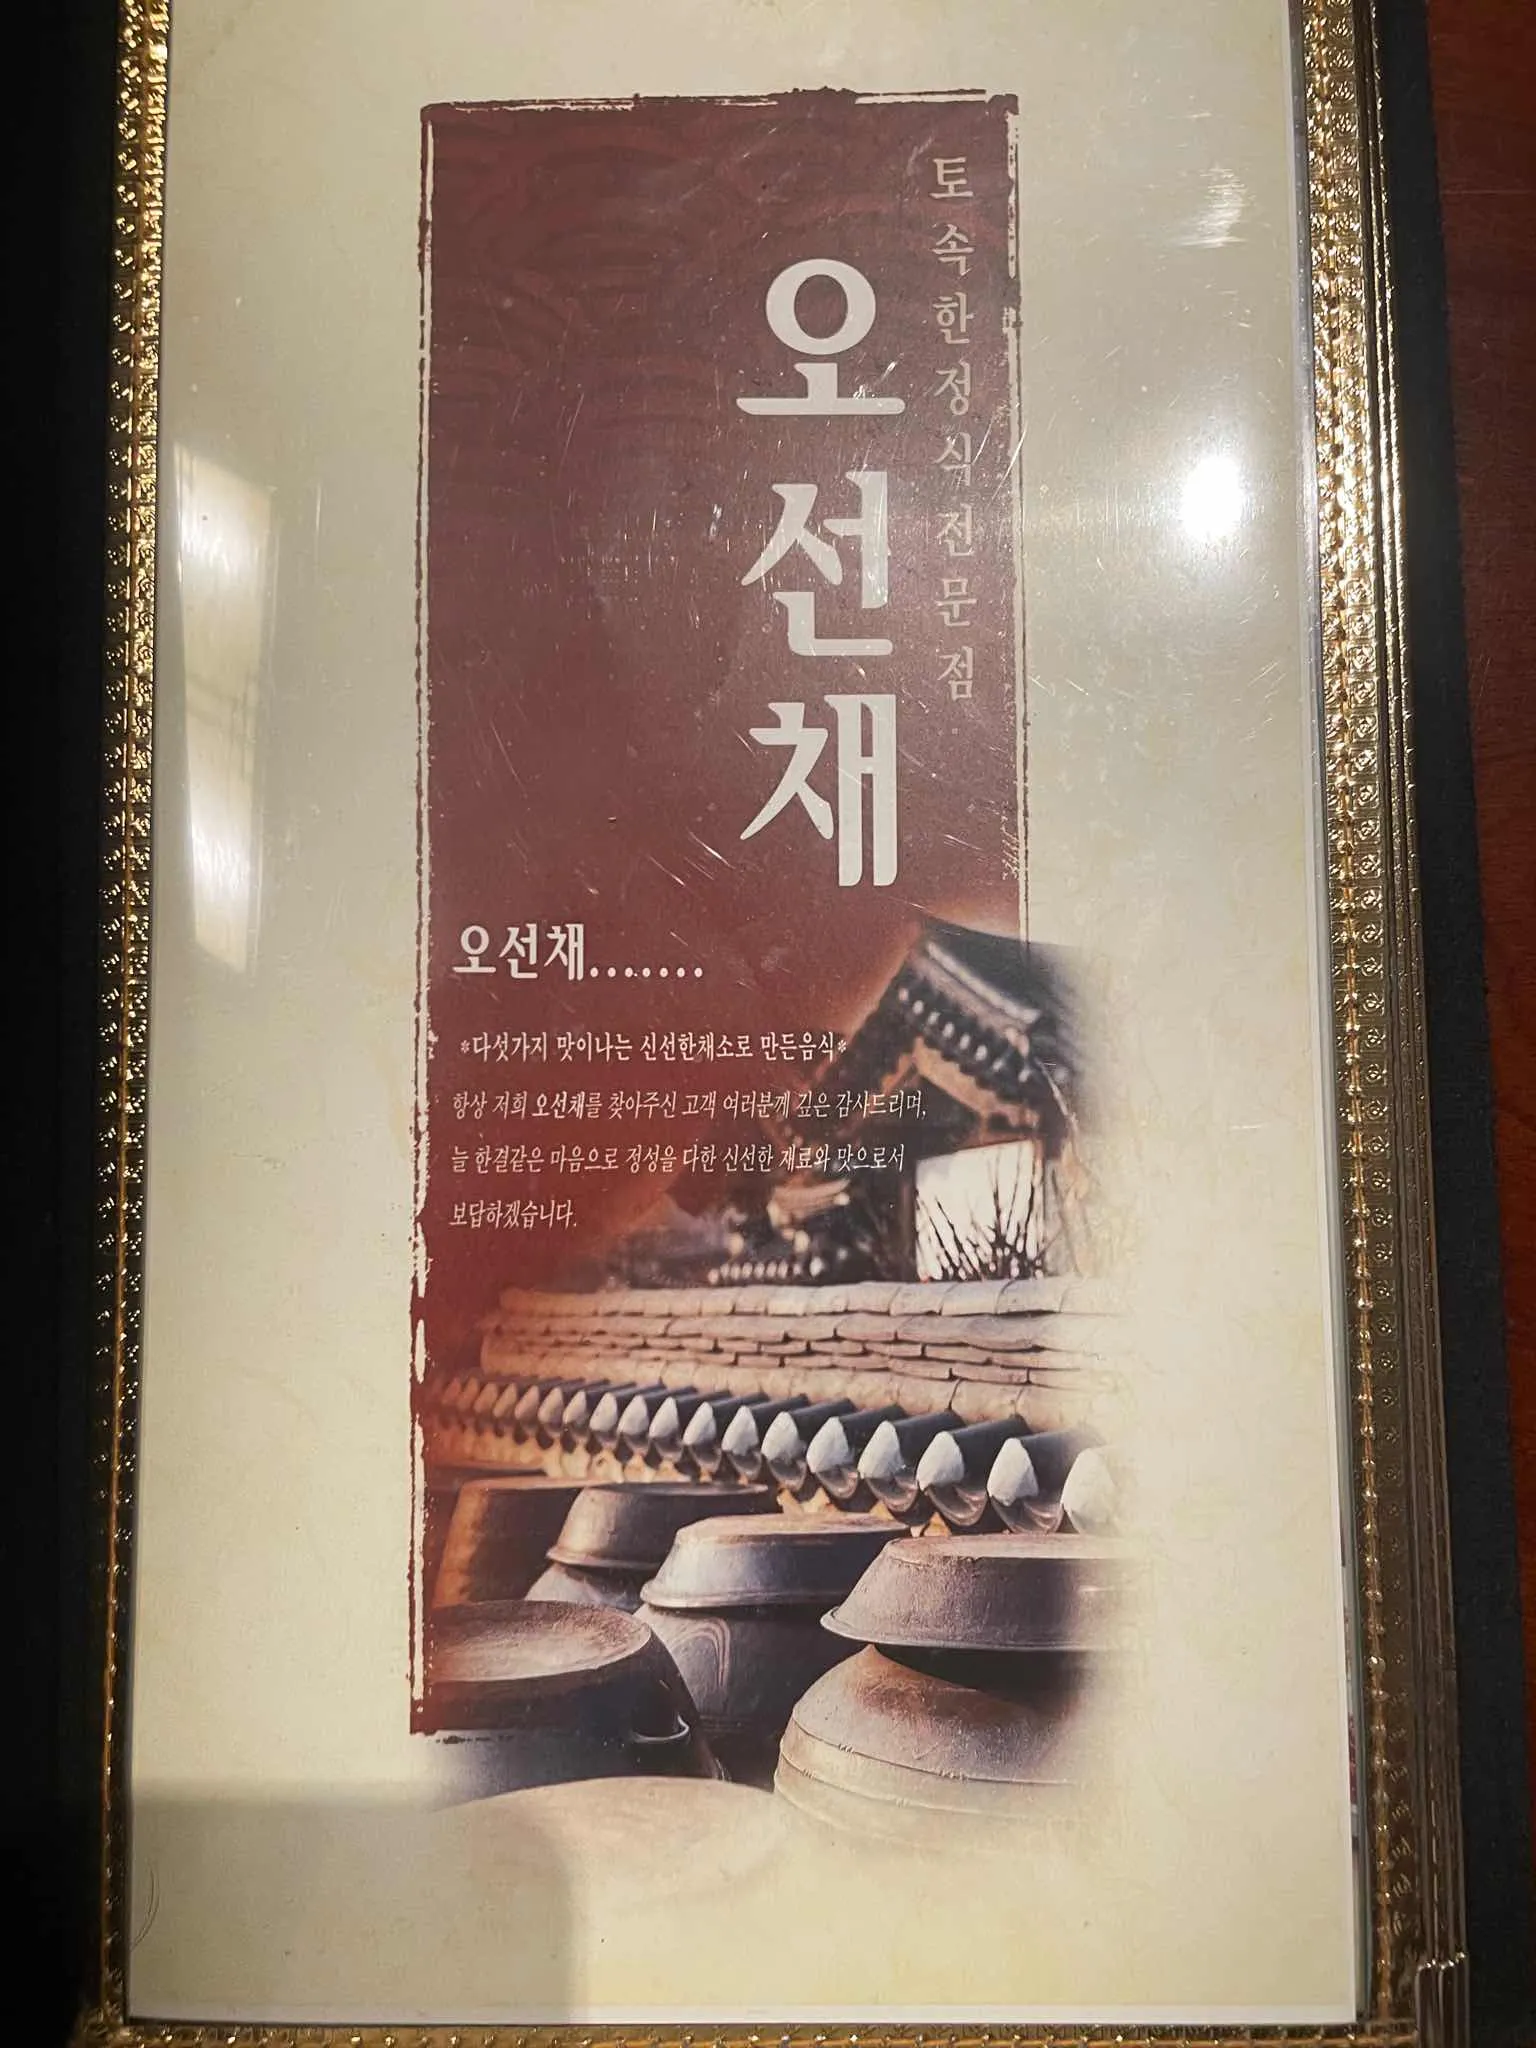 토속한정식전문점
오선채
오선채.......
*다섯가지 맛이나는 신선한채소로 만든음식*
항상 저희 오선채를 찾아주신 고객 여러분께 깊은 감사드리며,
늘 한결같은 마음으로 정성을 다한 신선한 재료와 맛으로서
보답하겠습니다.